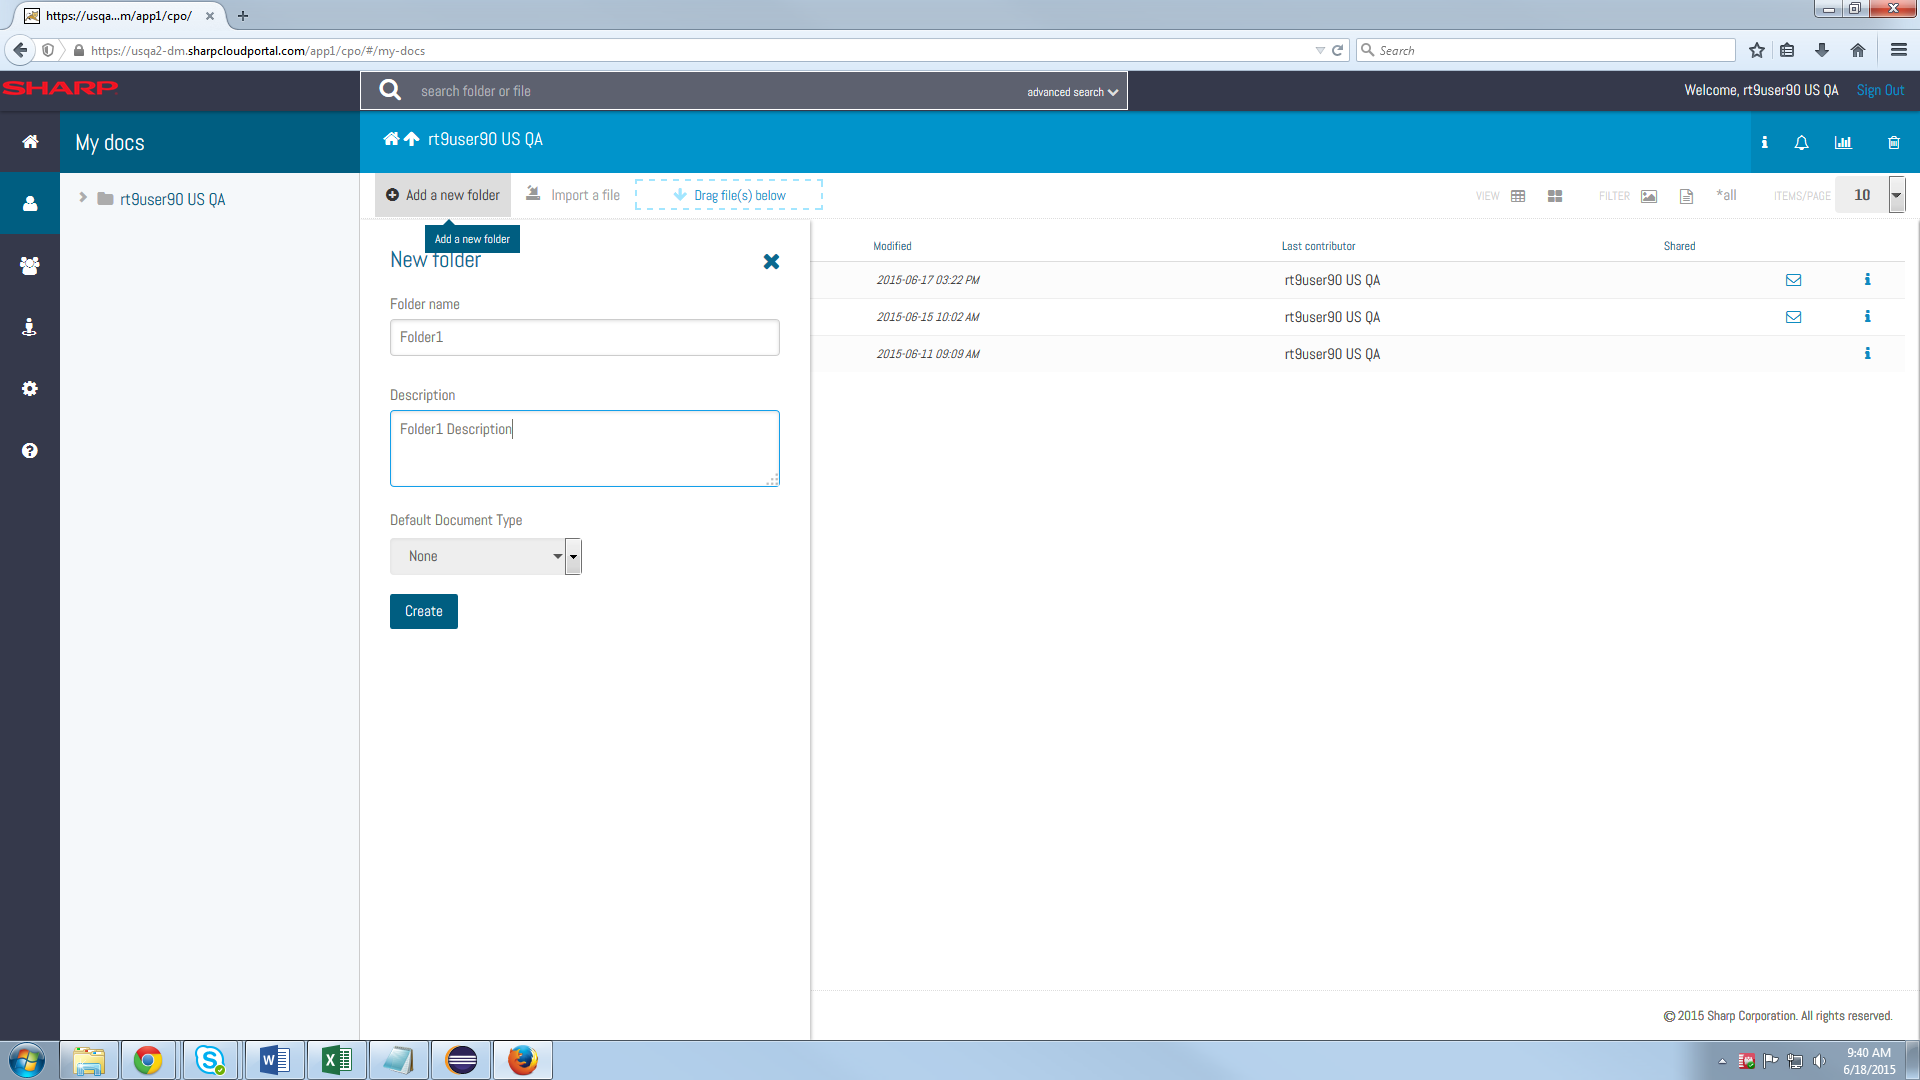 https://usqa...m/app1/cpo/
https://usqa2-dm.sharpcloudportal.com/app1/cpo/#/my-docs
Search
SHARP
search folder or file
advanced search
Welcome, rt9user90 US QA
Sign Out
My docs
rt9user90 US QA
rt9user90 US QA
Add a new folder
Import a file
Drag file(s) below
VIEW
FILTER
*all
ITEMS/PAGE
10
Add a new folder
New folder
Folder name
Folder1
Description
Folder1 Description
Default Document Type
None
Create
Modified
Last contributor
Shared
2015-06-17 03:22 PM
rt9user90 US QA
2015-06-15 10:02 AM
rt9user90 US QA
2015-06-11 09:09 AM
rt9user90 US QA
© 2015 Sharp Corporation. All rights reserved.
9:40 AM
6/18/2015